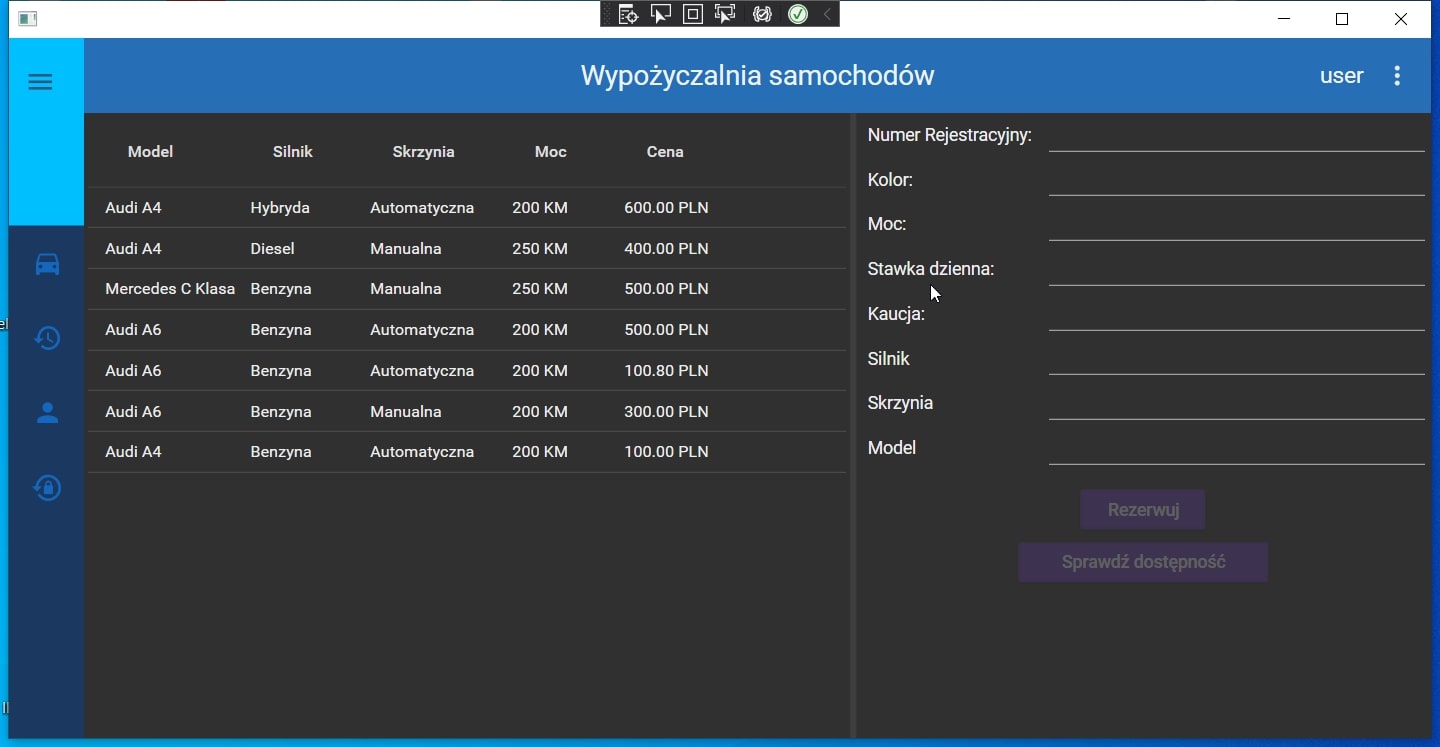 Wypożyczalnia samochodów
user
Model Silnik Skrzynia Moc Cena
Audi A4 Hybryda Automatyczna 200 KM 600.00 PLN
Audi A4 Diesel Manualna 250 KM 400.00 PLN
Mercedes C Klasa Benzyna Manualna 250 KM 500.00 PLN
Audi A6 Benzyna Automatyczna 200 KM 500.00 PLN
Audi A6 Benzyna Automatyczna 200 KM 100.80 PLN
Audi A6 Benzyna Manualna 200 KM 300.00 PLN
Audi A4 Benzyna Automatyczna 200 KM 100.00 PLN
Numer Rejestracyjny:
Kolor:
Moc:
Stawka dzienna:
Kaucja:
Silnik
Skrzynia
Model
Rezerwuj
Sprawdź dostępność